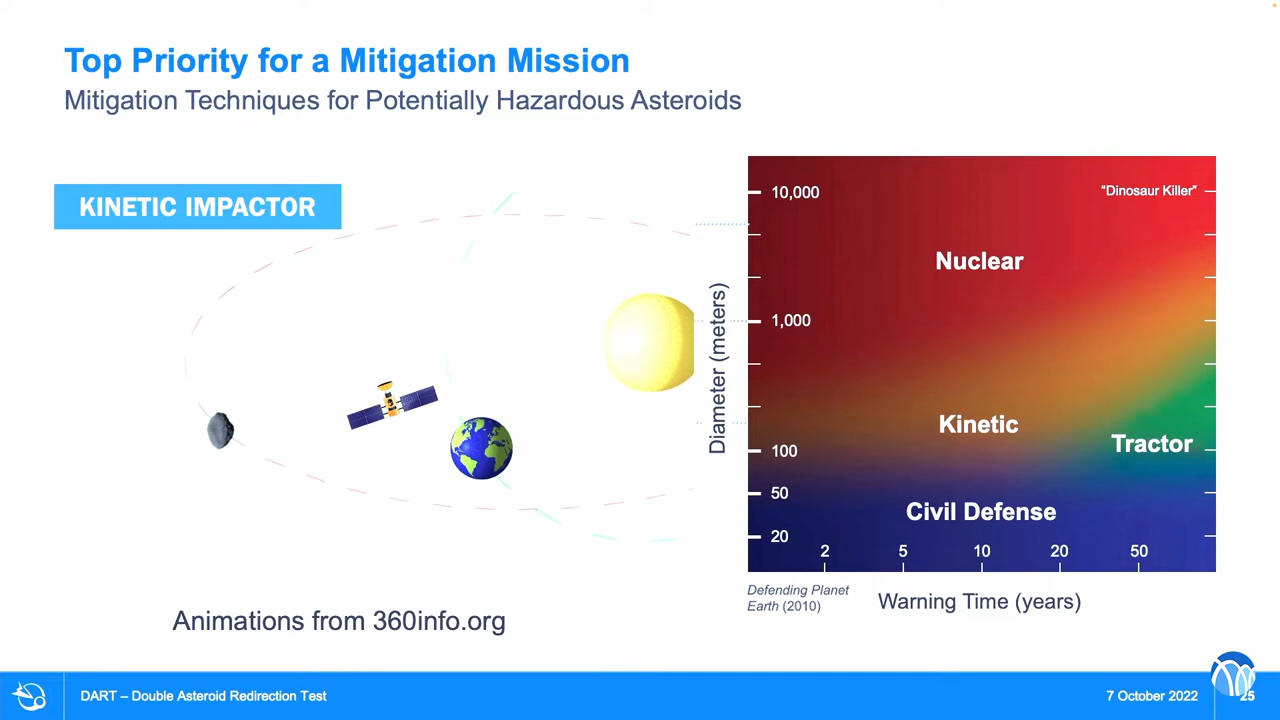 Top Priority for a Mitigation Mission
Mitigation Techniques for Potentially Hazardous Asteroids
KINETIC IMPACTOR
Diameter (meters)
10,000
1,000
100
50
20
"Dinosaur Killer"
Nuclear
Kinetic
Tractor
Civil Defense
2
5
10
20
50
Defending Planet
Earth (2010)
Warning Time (years)
Animations from 360info.org
DART – Double Asteroid Redirection Test
7 October 2022
25